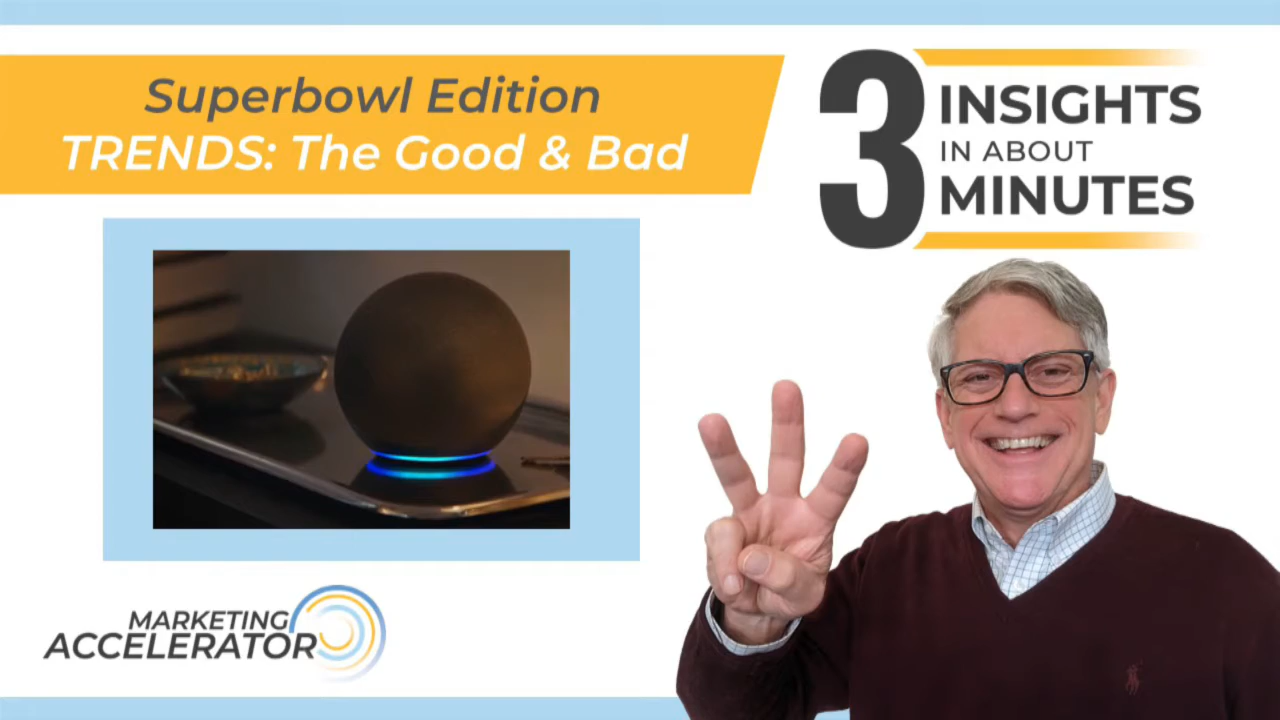 Superbowl Edition
TRENDS: The Good & Bad
3 INSIGHTS
IN ABOUT
MINUTES
MARKETING
ACCELERATOR